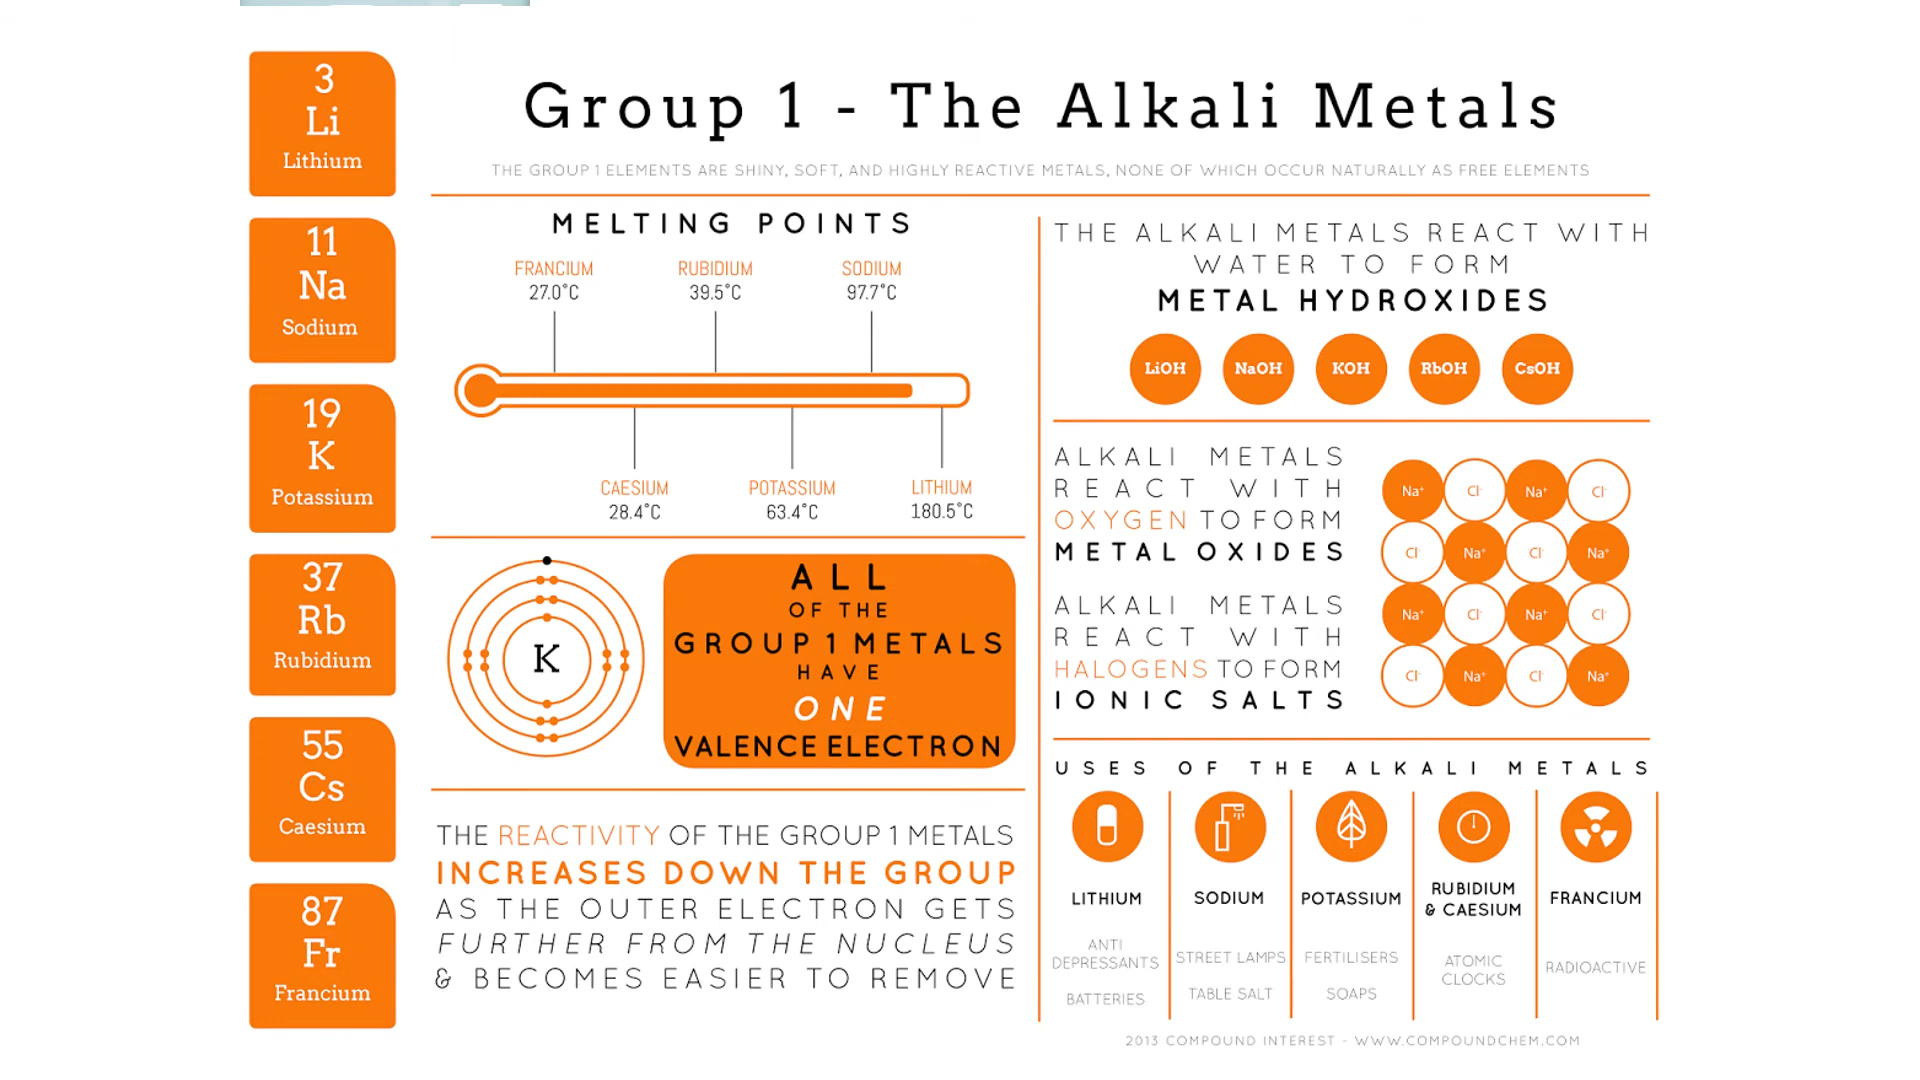 3
Li
Lithium
11
Na
Sodium
19
K
Potassium
37
Rb
Rubidium
55
Cs
Caesium
87
Fr
Francium
Group 1 - The Alkali Metals
THE GROUP 1 ELEMENTS ARE SHINY, SOFT, AND HIGHLY REACTIVE METALS, NONE OF WHICH OCCUR NATURALLY AS FREE ELEMENTS
MELTING POINTS
FRANCIUM RUBIDIUM SODIUM
27.0°C 39.5°C 97.7°C
CAESIUM POTASSIUM LITHIUM
28.4°C 63.4°C 180.5°C
K
ALL
OF THE
GROUP 1 METALS
HAVE
ONE
VALENCE ELECTRON
THE REACTIVITY OF THE GROUP 1 METALS
INCREASES DOWN THE GROUP
AS THE OUTER ELECTRON GETS
FURTHER FROM THE NUCLEUS
& BECOMES EASIER TO REMOVE
THE ALKALI METALS REACT WITH
WATER TO FORM
METAL HYDROXIDES
LiOH NaOH KOH RbOH CsOH
ALKALI METALS
REACT WITH
OXYGEN TO FORM
METAL OXIDES
ALKALI METALS
REACT WITH
HALOGENS TO FORM
IONIC SALTS
Na⁺ Cl⁻ Na⁺ Cl⁻
Cl⁻ Na⁺ Cl⁻ Na⁺
Na⁺ Cl⁻ Na⁺ Cl⁻
Cl⁻ Na⁺ Cl⁻ Na⁺
USES OF THE ALKALI METALS
LITHIUM
ANTI
DEPRESSANTS
BATTERIES
SODIUM
STREET LAMPS
TABLE SALT
POTASSIUM
FERTILISERS
SOAPS
RUBIDIUM
& CAESIUM
ATOMIC
CLOCKS
FRANCIUM
RADIOACTIVE
2013 COMPOUND INTEREST - WWW.COMPOUNDCHEM.COM